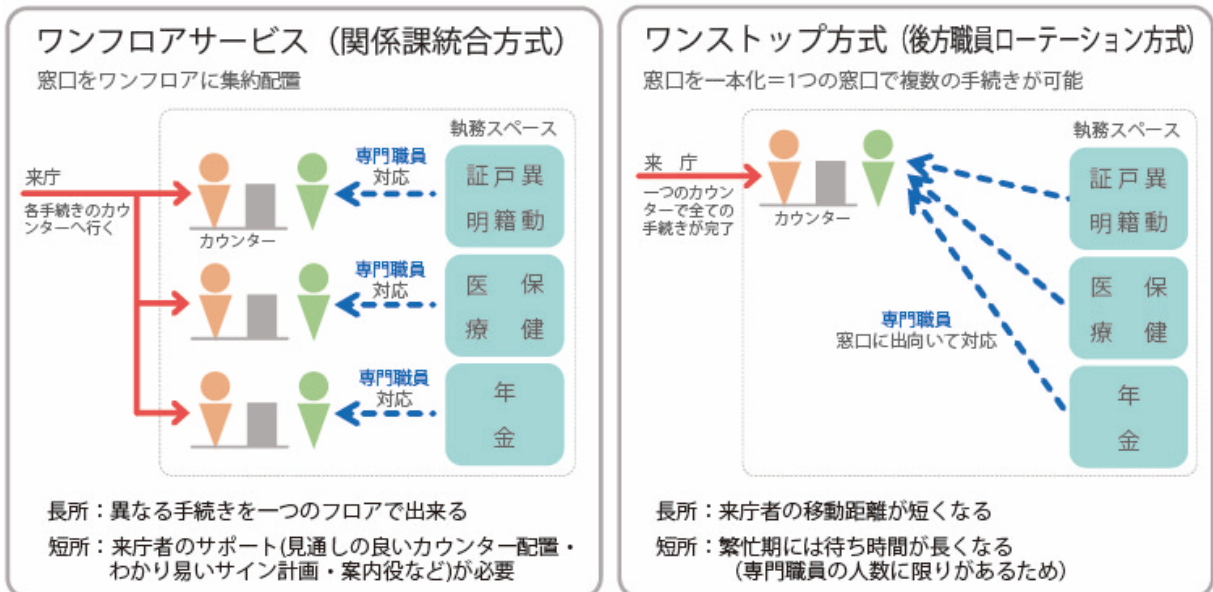 ワンフロアサービス（関係課統合方式）
窓口をワンフロアに集約配置
執務スペース
来庁
各手続きのカウ
ンターへ行く
カウンター
専門職員
対応
証戸異
明籍動
専門職員
対応
医　保
療　健
専門職員
対応
年
金
長所：異なる手続きを一つのフロアで出来る
短所：来庁者のサポート(見通しの良いカウンター配置・
わかり易いサイン計画・案内役など)が必要
ワンストップ方式（後方職員ローテーション方式）
窓口を一本化＝1つの窓口で複数の手続きが可能
執務スペース
来　庁
一つのカウン
ターで全ての
手続きが完了
カウンター
証戸異
明籍動
医　保
療　健
専門職員
窓口に出向いて対応
年
金
長所：来庁者の移動距離が短くなる
短所：繁忙期には待ち時間が長くなる
（専門職員の人数に限りがあるため）